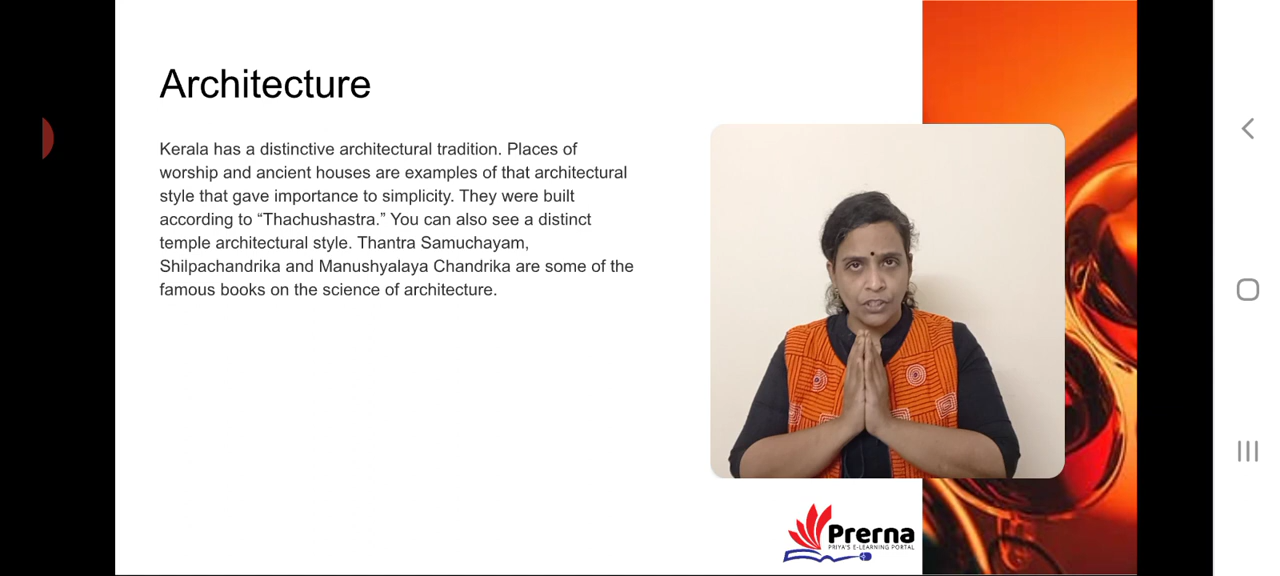 Architecture
Kerala has a distinctive architectural tradition. Places of
worship and ancient houses are examples of that architectural
style that gave importance to simplicity. They were built
according to “Thachushastra.” You can also see a distinct
temple architectural style. Thantra Samuchayam,
Shilpachandrika and Manushyalaya Chandrika are some of the
famous books on the science of architecture.
Prerna
PRIYA'S E-LEARNING PORTAL